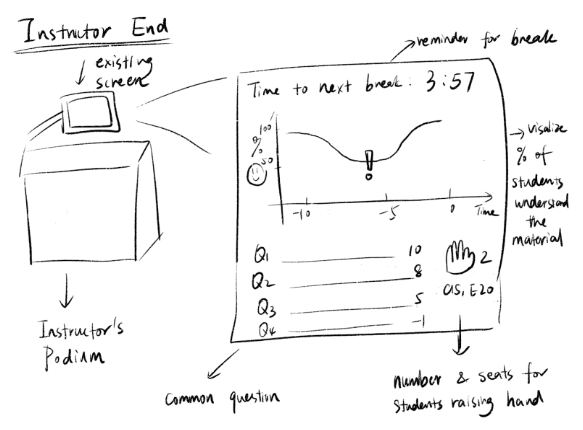 Instructor End
existing
screen
reminder for break
Time to next break: 3:57
100
%
50
!
-10
-5
0
Time
visalize
% of
students
understand
the
material
Q1
10
Q2
8
Q3
5
Q4
-1
2
C15, E20
Instructor's
Podium
common question
number & seats for
students raising hand